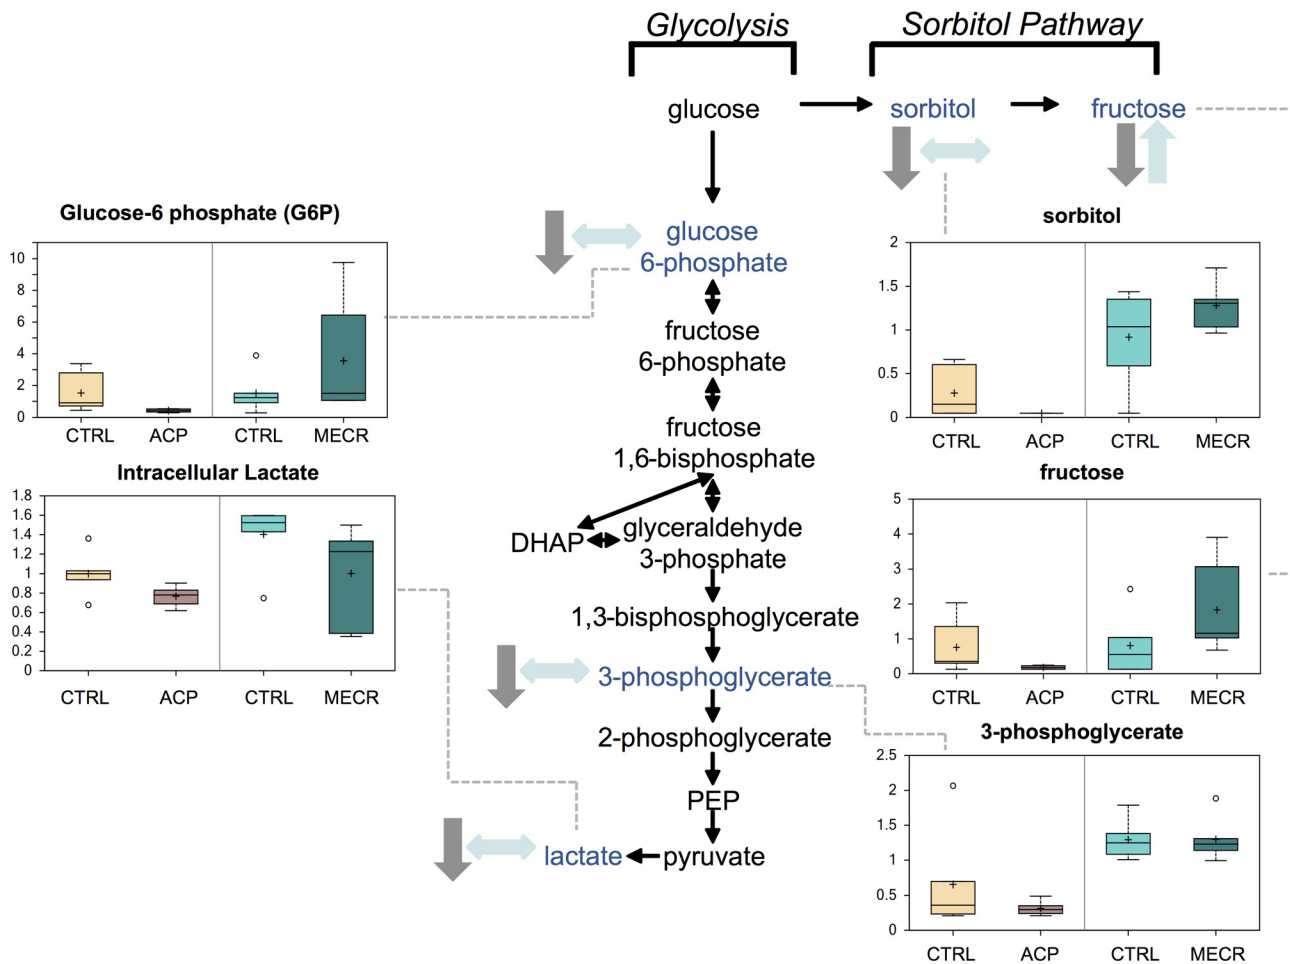 Glycolysis
Sorbitol Pathway
glucose
sorbitol
fructose
glucose
6-phosphate
fructose
6-phosphate
fructose
1,6-bisphosphate
DHAP
glyceraldehyde
3-phosphate
1,3-bisphosphoglycerate
3-phosphoglycerate
2-phosphoglycerate
PEP
lactate
pyruvate
Glucose-6 phosphate (G6P)
10
8
6
4
2
0
CTRL ACP CTRL MECR
Intracellular Lactate
1.8
1.6
1.4
1.2
1
0.8
0.6
0.4
0.2
0
CTRL ACP CTRL MECR
sorbitol
2
1.5
1
0.5
0
CTRL ACP CTRL MECR
fructose
5
4
3
2
1
0
CTRL ACP CTRL MECR
3-phosphoglycerate
2.5
2
1.5
1
0.5
0
CTRL ACP CTRL MECR